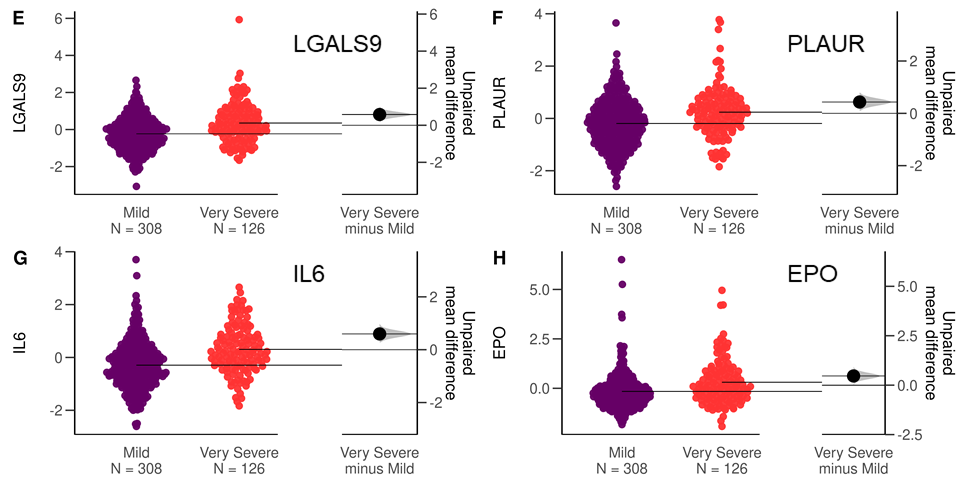 E
LGALS9
LGALS9
6
4
2
0
-2
6
4
2
0
-2
Unpaired
mean difference
Mild
N = 308
Very Severe
N = 126
Very Severe
minus Mild
F
PLAUR
PLAUR
4
2
0
-2
2
0
-2
Unpaired
mean difference
Mild
N = 308
Very Severe
N = 126
Very Severe
minus Mild
G
IL6
IL6
4
2
0
-2
2
0
-2
Unpaired
mean difference
Mild
N = 308
Very Severe
N = 126
Very Severe
minus Mild
H
EPO
EPO
5.0
2.5
0.0
5.0
2.5
0.0
-2.5
Unpaired
mean difference
Mild
N = 308
Very Severe
N = 126
Very Severe
minus Mild